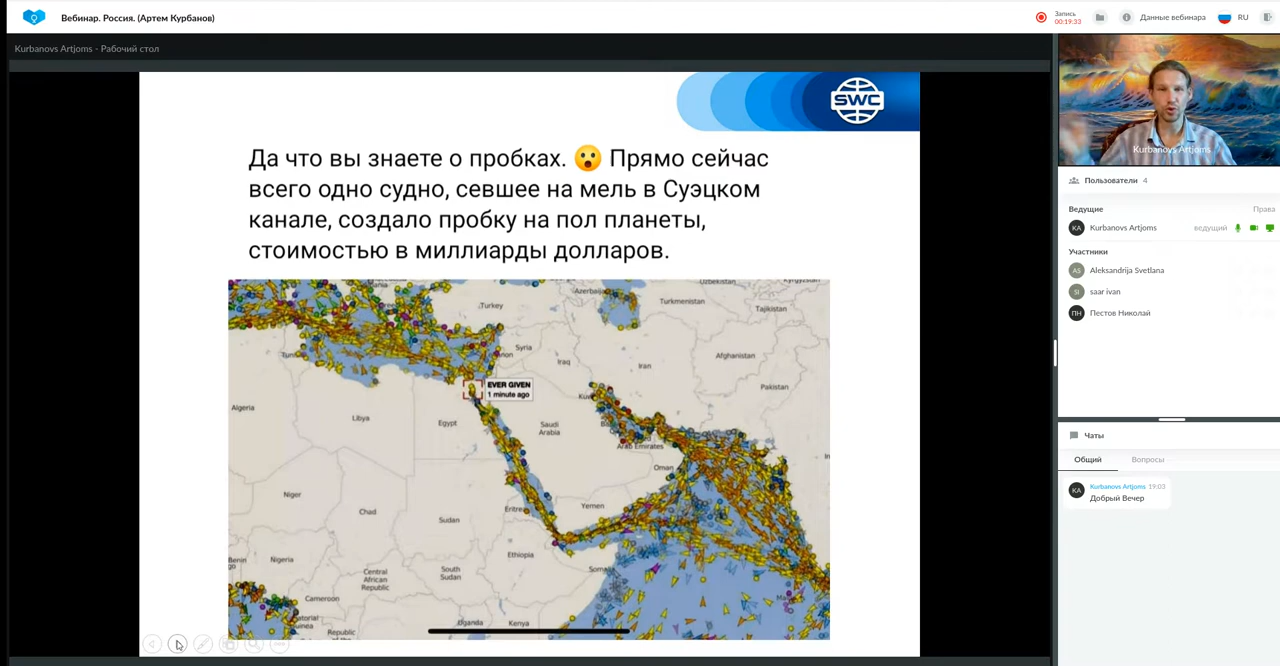 Вебинар. Россия. (Артем Курбанов)
Запись
00:19:33
Данные вебинара
RU
Kurbanovs Artjoms - Рабочий стол
SWC
Да что вы знаете о пробках. 😮 Прямо сейчас
всего одно судно, севшее на мель в Суэцком
канале, создало пробку на пол планеты,
стоимостью в миллиарды долларов.
Uzbekistan
Kyrgyzstan
Azerbaija
Turkey
Turkmenistan
Tajikistan
Tunis
Syria
Iraq
Iran
Afghanistan
Pakistan
EVER GIVEN
1 minute ago
Algeria
Libya
Egypt
Saudi
Arabia
Arab Emirates
Oman
Niger
Chad
Sudan
Eritre
Yemen
Nigeria
Benin
Ethiopia
Central
African
Republic
South
Sudan
Somal
Cameroon
Uganda
Kenya
Republic
Kurbanovs Artjoms
Пользователи 4
Ведущие
Права
KA
Kurbanovs Artjoms
ведущий
Участники
AS
Aleksandrija Svetlana
SI
saar ivan
ПН
Пестов Николай
Чаты
Общий
Вопросы
KA
Kurbanovs Artjoms 19:03
Добрый Вечер